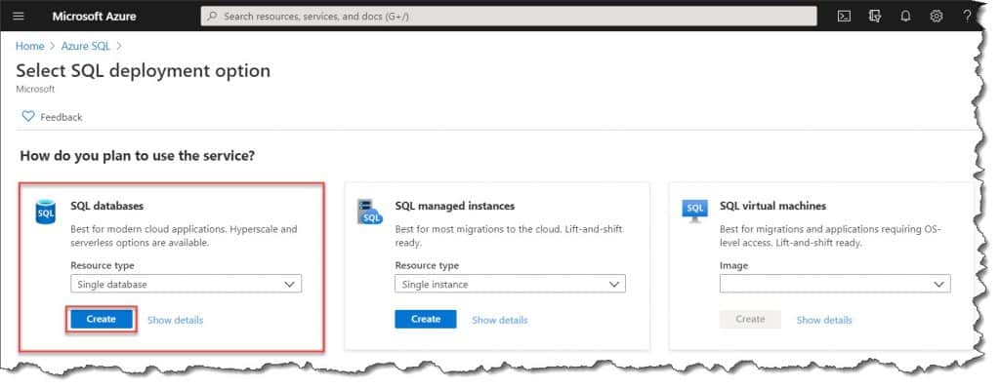 Microsoft Azure
Search resources, services, and docs (G+/)
?
Home > Azure SQL >
Select SQL deployment option
Microsoft
Feedback
How do you plan to use the service?
SQL
SQL databases
Best for modern cloud applications. Hyperscale and
serverless options are available.
Resource type
Single database
Create
Show details
SQL
SQL managed instances
Best for most migrations to the cloud. Lift-and-shift
ready.
Resource type
Single instance
Create
Show details
SQL
SQL virtual machines
Best for migrations and applications requiring OS-
level access. Lift-and-shift ready.
Image
Create
Show details